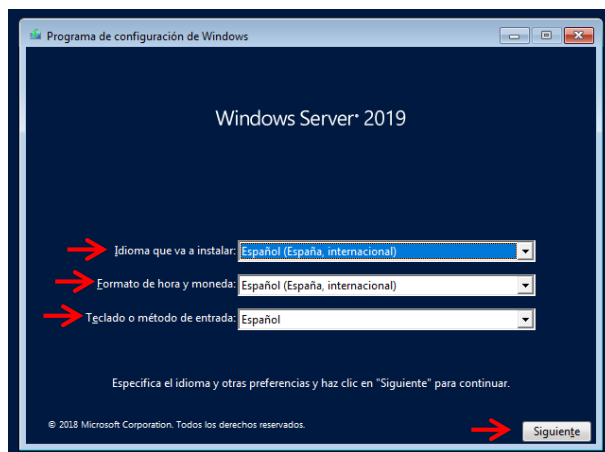 Programa de configuración de Windows
Windows Server® 2019
Idioma que va a instalar: Español (España, internacional)
Formato de hora y moneda: Español (España, internacional)
Teclado o método de entrada: Español
Especifica el idioma y otras preferencias y haz clic en "Siguiente" para continuar.
© 2018 Microsoft Corporation. Todos los derechos reservados.
Siguiente